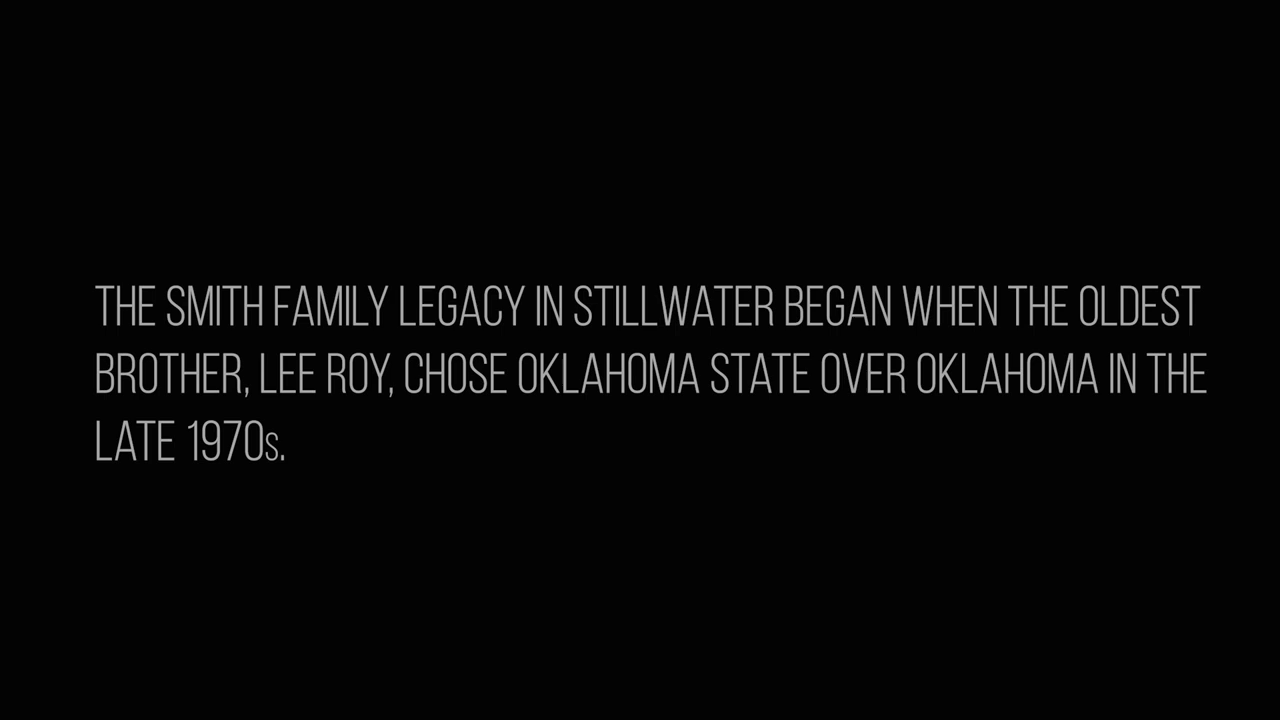 THE SMITH FAMILY LEGACY IN STILLWATER BEGAN WHEN THE OLDEST
BROTHER, LEE ROY, CHOSE OKLAHOMA STATE OVER OKLAHOMA IN THE
LATE 1970s.